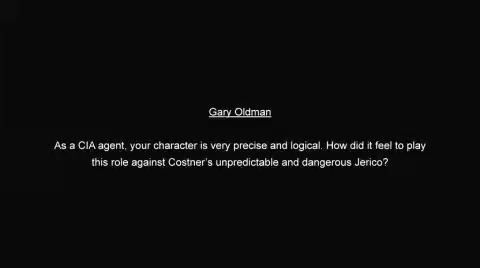 Gary Oldman
As a CIA agent, your character is very precise and logical. How did it feel to play
this role against Costner's unpredictable and dangerous Jerico?